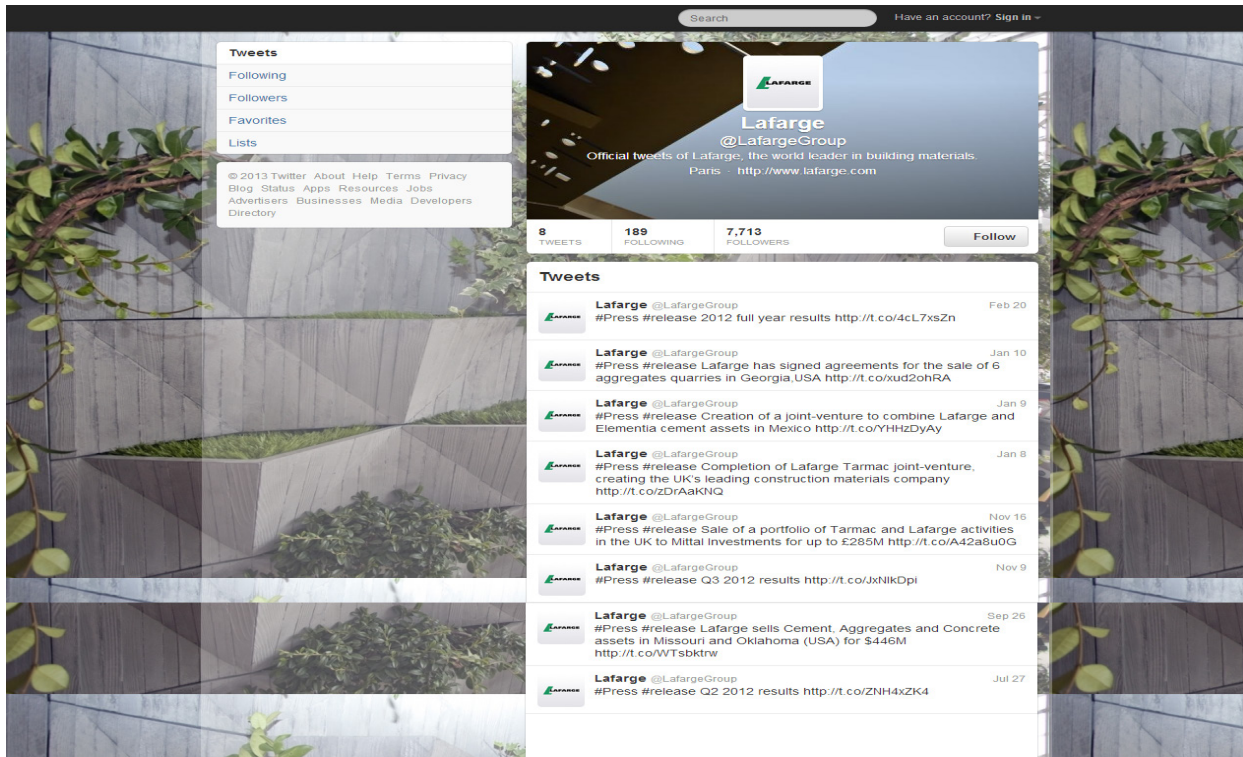 Search
Have an account? Sign in
Tweets
Following
Followers
Favorites
Lists
© 2013 Twitter About Help Terms Privacy
Blog Status Apps Resources Jobs
Advertisers Businesses Media Developers
Directory
LAFARGE
Lafarge
@LafargeGroup
Official tweets of Lafarge, the world leader in building materials.
Paris · http://www.lafarge.com
8 189 7,713
TWEETS FOLLOWING FOLLOWERS
Follow
Tweets
Lafarge @LafargeGroup Feb 20
LAFARGE
#Press #release 2012 full year results http://t.co/4cL7xsZn
Lafarge @LafargeGroup Jan 10
LAFARGE
#Press #release Lafarge has signed agreements for the sale of 6
aggregates quarries in Georgia,USA http://t.co/xud2ohRA
Lafarge @LafargeGroup Jan 9
LAFARGE
#Press #release Creation of a joint-venture to combine Lafarge and
Elementia cement assets in Mexico http://t.co/YHHzDyAy
Lafarge @LafargeGroup Jan 8
LAFARGE
#Press #release Completion of Lafarge Tarmac joint-venture,
creating the UK's leading construction materials company
http://t.co/zDrAaKNQ
Lafarge @LafargeGroup Nov 16
LAFARGE
#Press #release Sale of a portfolio of Tarmac and Lafarge activities
in the UK to Mittal Investments for up to £285M http://t.co/A42a8u0G
Lafarge @LafargeGroup Nov 9
LAFARGE
#Press #release Q3 2012 results http://t.co/JxNlkDpi
Lafarge @LafargeGroup Sep 26
LAFARGE
#Press #release Lafarge sells Cement, Aggregates and Concrete
assets in Missouri and Oklahoma (USA) for $446M
http://t.co/WTsbktrw
Lafarge @LafargeGroup Jul 27
LAFARGE
#Press #release Q2 2012 results http://t.co/ZNH4xZK4